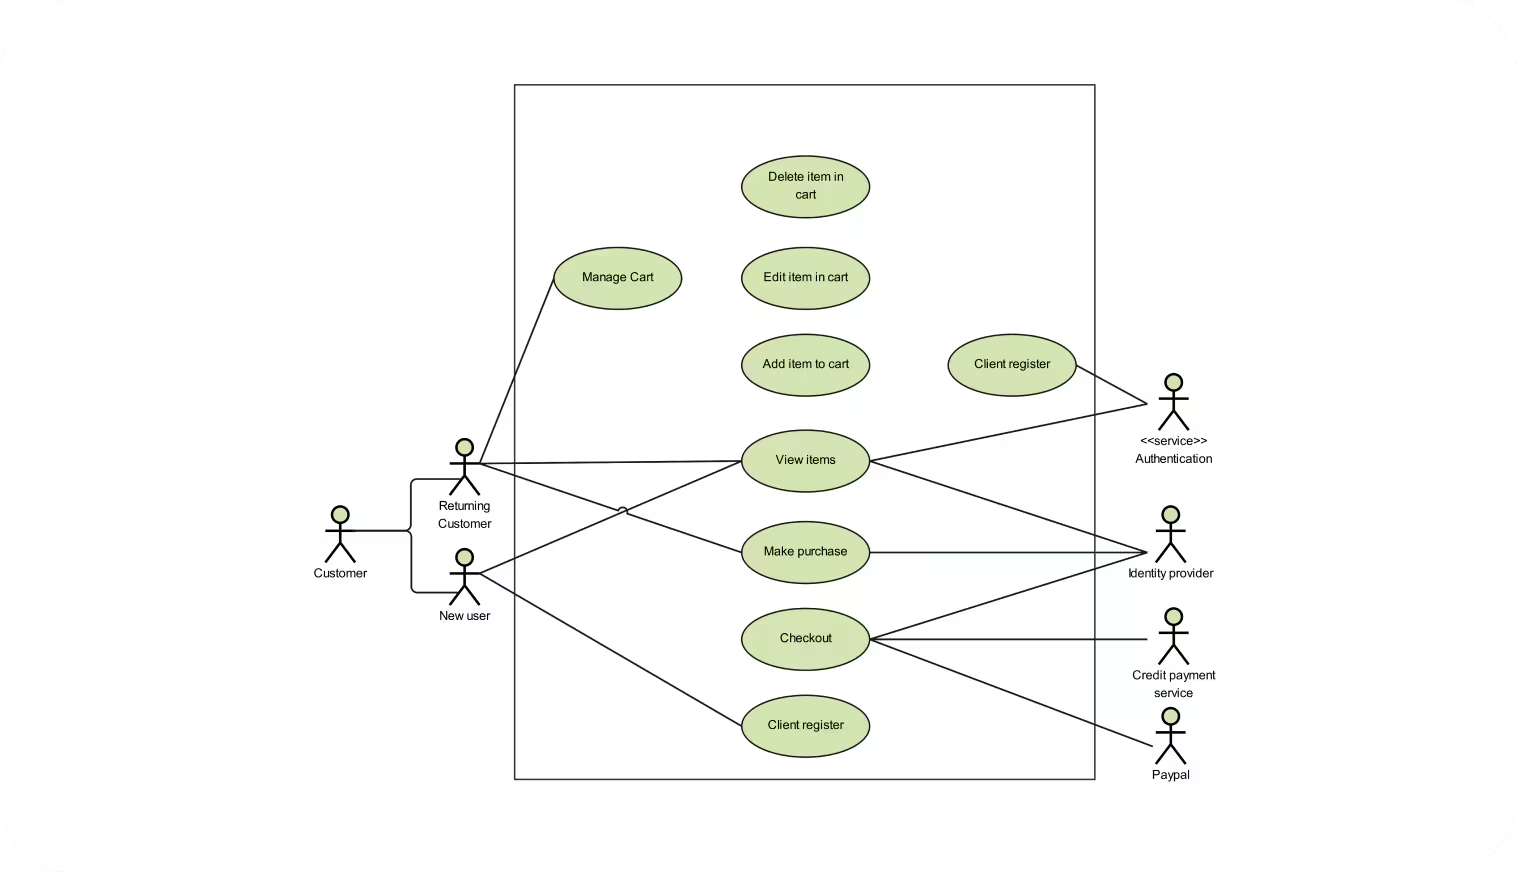 Delete item in
cart
Manage Cart
Edit item in cart
Add item to cart
Client register
<<service>>
Authentication
View items
Returning
Customer
Customer
New user
Make purchase
Identity provider
Checkout
Credit payment
service
Client register
Paypal